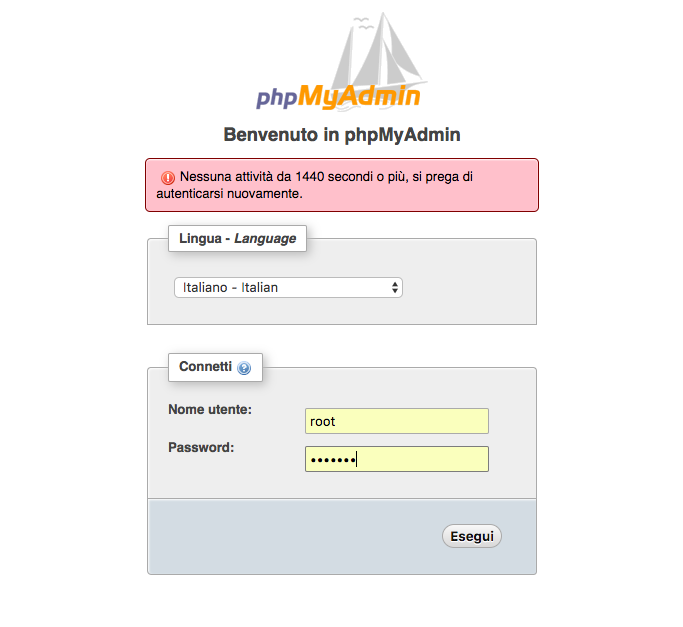 phpMyAdmin
Benvenuto in phpMyAdmin
Nessuna attività da 1440 secondi o più, si prega di
autenticarsi nuovamente.
Lingua - Language
Italiano - Italian
Connetti
Nome utente:
root
Password:
•••••••
Esegui